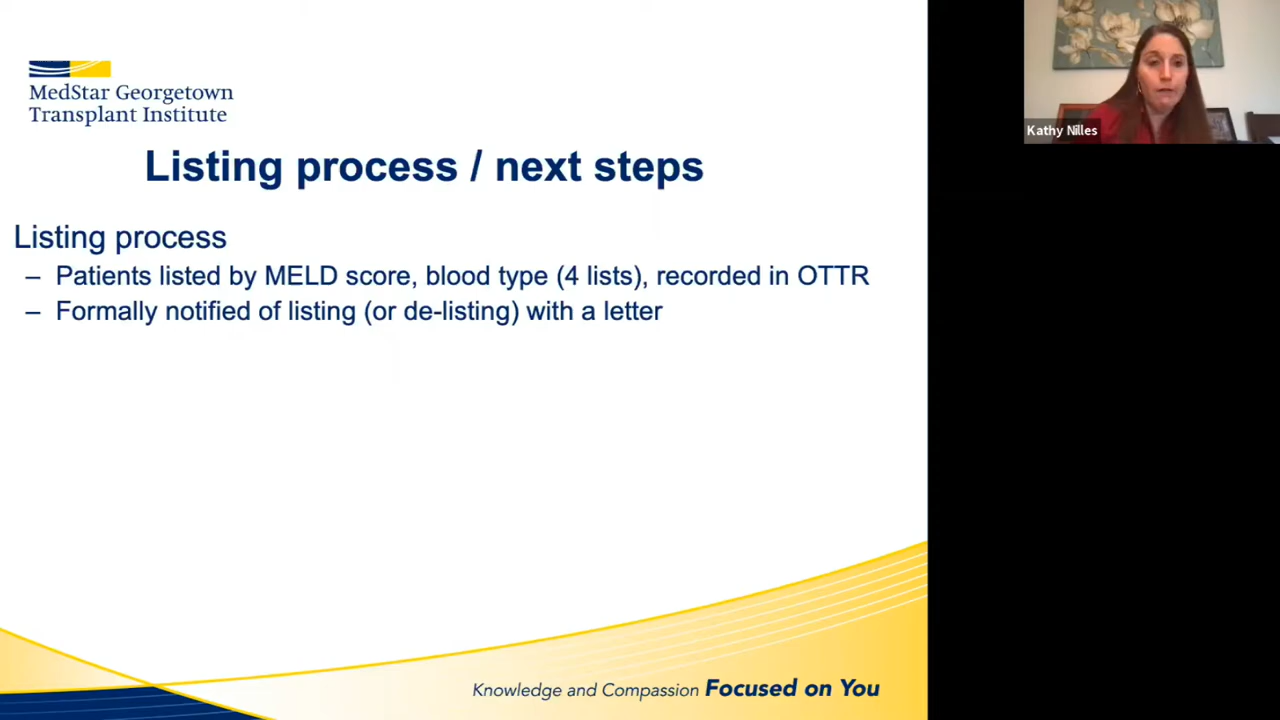 MedStar Georgetown
Transplant Institute
Kathy Nilles
Listing process / next steps
Listing process
– Patients listed by MELD score, blood type (4 lists), recorded in OTTR
– Formally notified of listing (or de-listing) with a letter
Knowledge and Compassion Focused on You